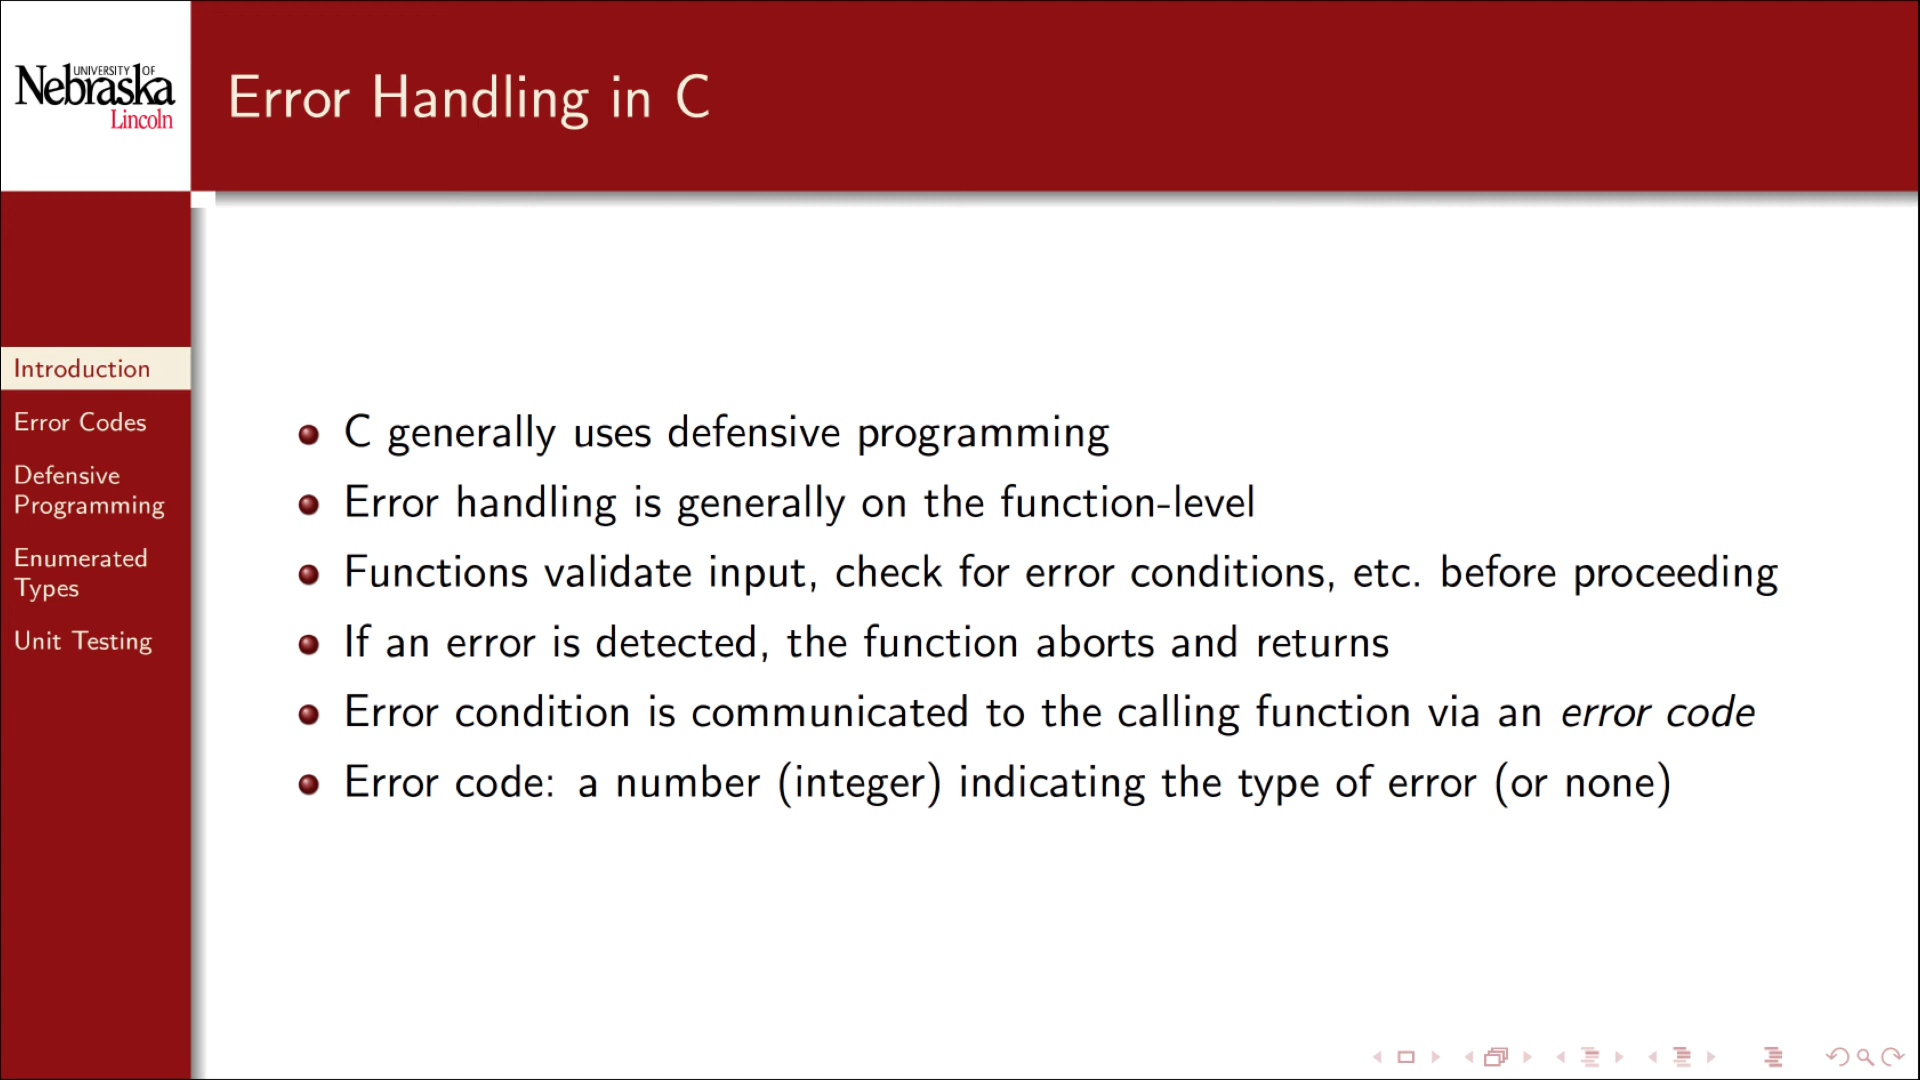 UNIVERSITY OF
Nebraska
Lincoln
Error Handling in C
Introduction
Error Codes
Defensive
Programming
Enumerated
Types
Unit Testing
C generally uses defensive programming
Error handling is generally on the function-level
Functions validate input, check for error conditions, etc. before proceeding
If an error is detected, the function aborts and returns
Error condition is communicated to the calling function via an error code
Error code: a number (integer) indicating the type of error (or none)